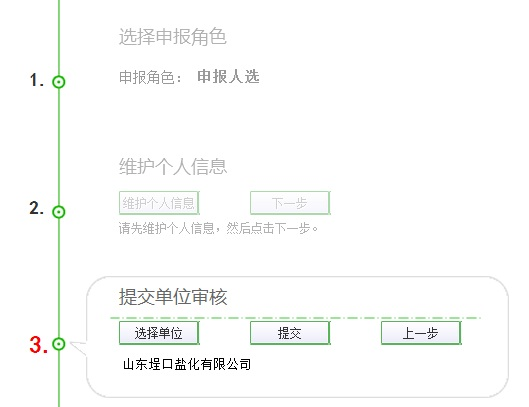 选择申报角色
1.
申报角色： 申报人选
维护个人信息
2.
维护个人信息 下一步
请先维护个人信息，然后点击下一步。
提交单位审核
3.
选择单位 提交 上一步
山东堤口盐化有限公司